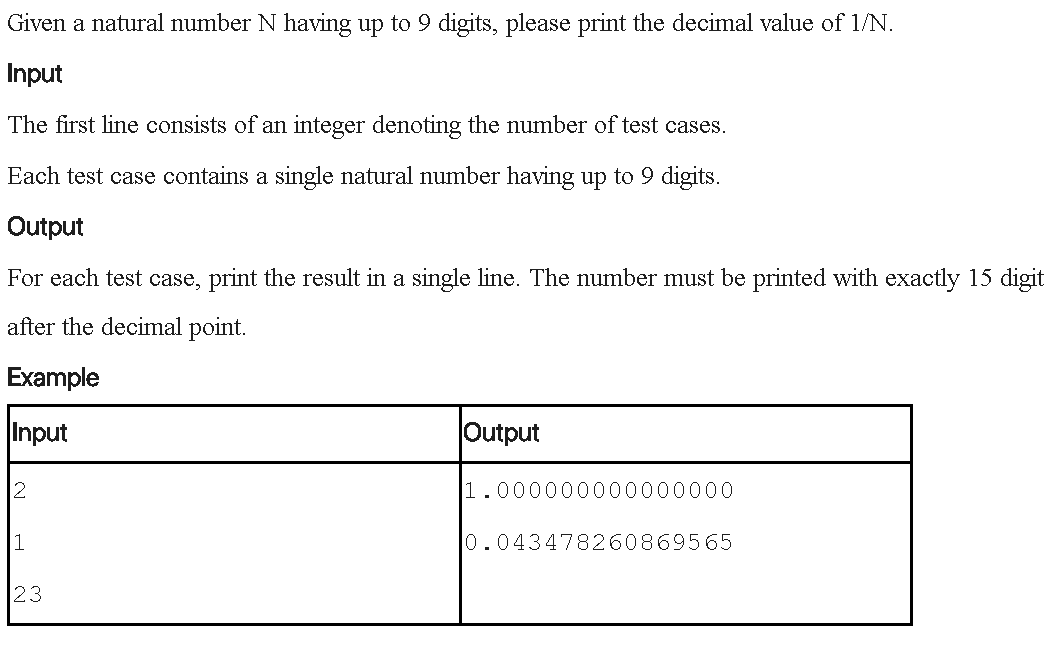 Given a natural number N having up to 9 digits, please print the decimal value of 1/N.
Input
The first line consists of an integer denoting the number of test cases.
Each test case contains a single natural number having up to 9 digits.
Output
For each test case, print the result in a single line. The number must be printed with exactly 15 digit
after the decimal point.
Example
Input Output
2 1.000000000000000
1 0.043478260869565
23